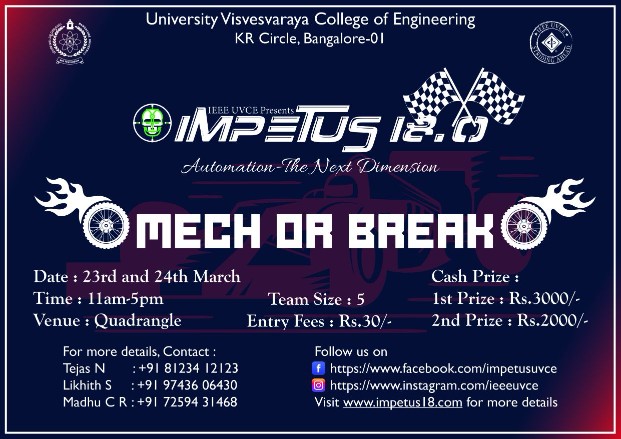 University Visvesvaraya College of Engineering
KR Circle, Bangalore-01
IEEE UVCE Presents
IMPETUS 18.0
Automation-The Next Dimension
MECH OR BREAK
Date : 23rd and 24th March
Time : 11am-5pm
Venue : Quadrangle
Team Size : 5
Entry Fees : Rs.30/-
Cash Prize :
1st Prize : Rs.3000/-
2nd Prize : Rs.2000/-
For more details, Contact :
Tejas N : +91 81234 12123
Likhith S : +91 97436 06430
Madhu C R : +91 72594 31468
Follow us on
https://www.facebook.com/impetusuvce
https://www.instagram.com/ieeeuvce
Visit www.impetus18.com for more details